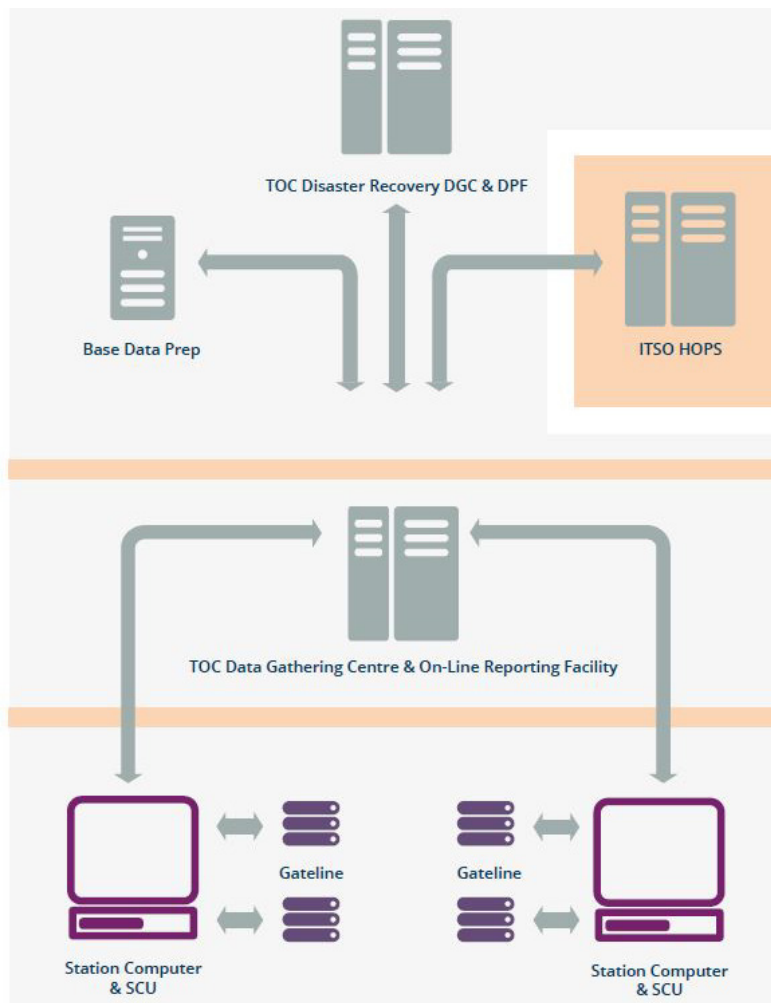 TOC Disaster Recovery DGC & DPF
Base Data Prep
ITSO HOPS
TOC Data Gathering Centre & On-Line Reporting Facility
Gateline
Gateline
Station Computer
& SCU
Station Computer
& SCU